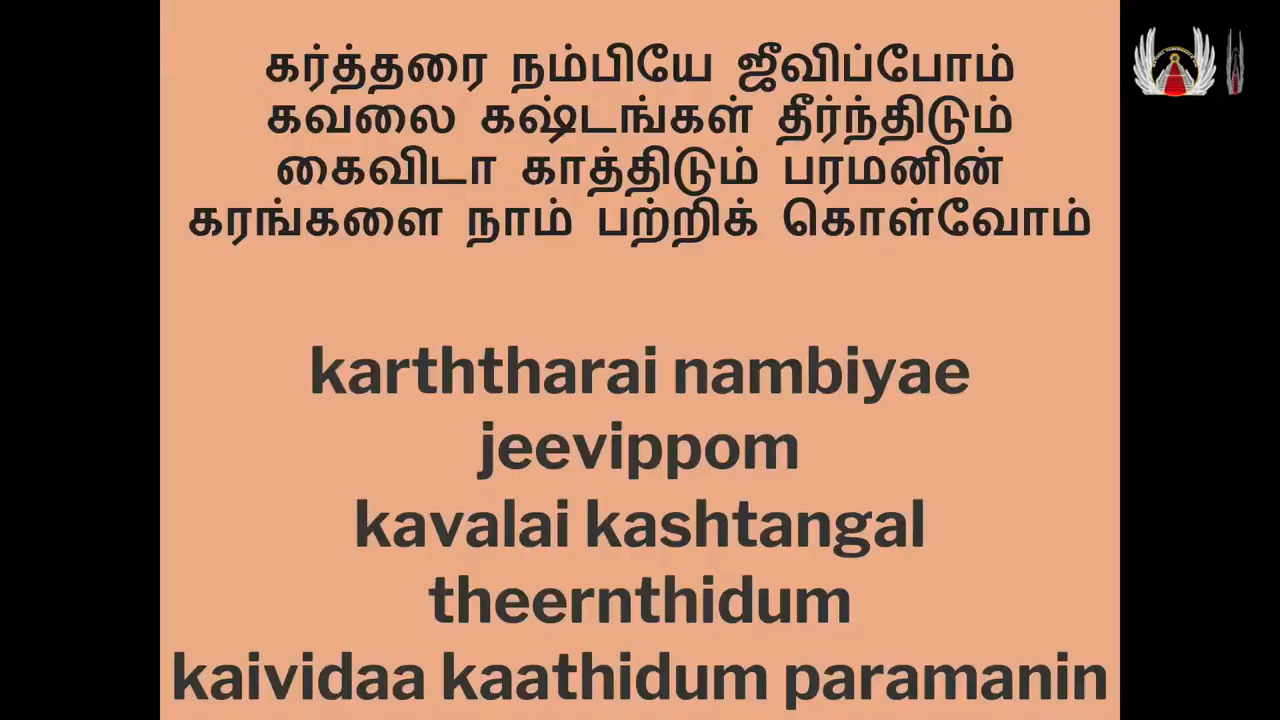 கர்த்தரை நம்பியே ஜீவிப்போம்
கவலை கஷ்டங்கள் தீர்ந்திடும்
கைவிடா காத்திடும் பரமனின்
கரங்களை நாம் பற்றிக் கொள்வோம்
karththarai nambiyae
jeevippom
kavalai kashtangal
theernthidum
kaividaa kaathidum paramanin